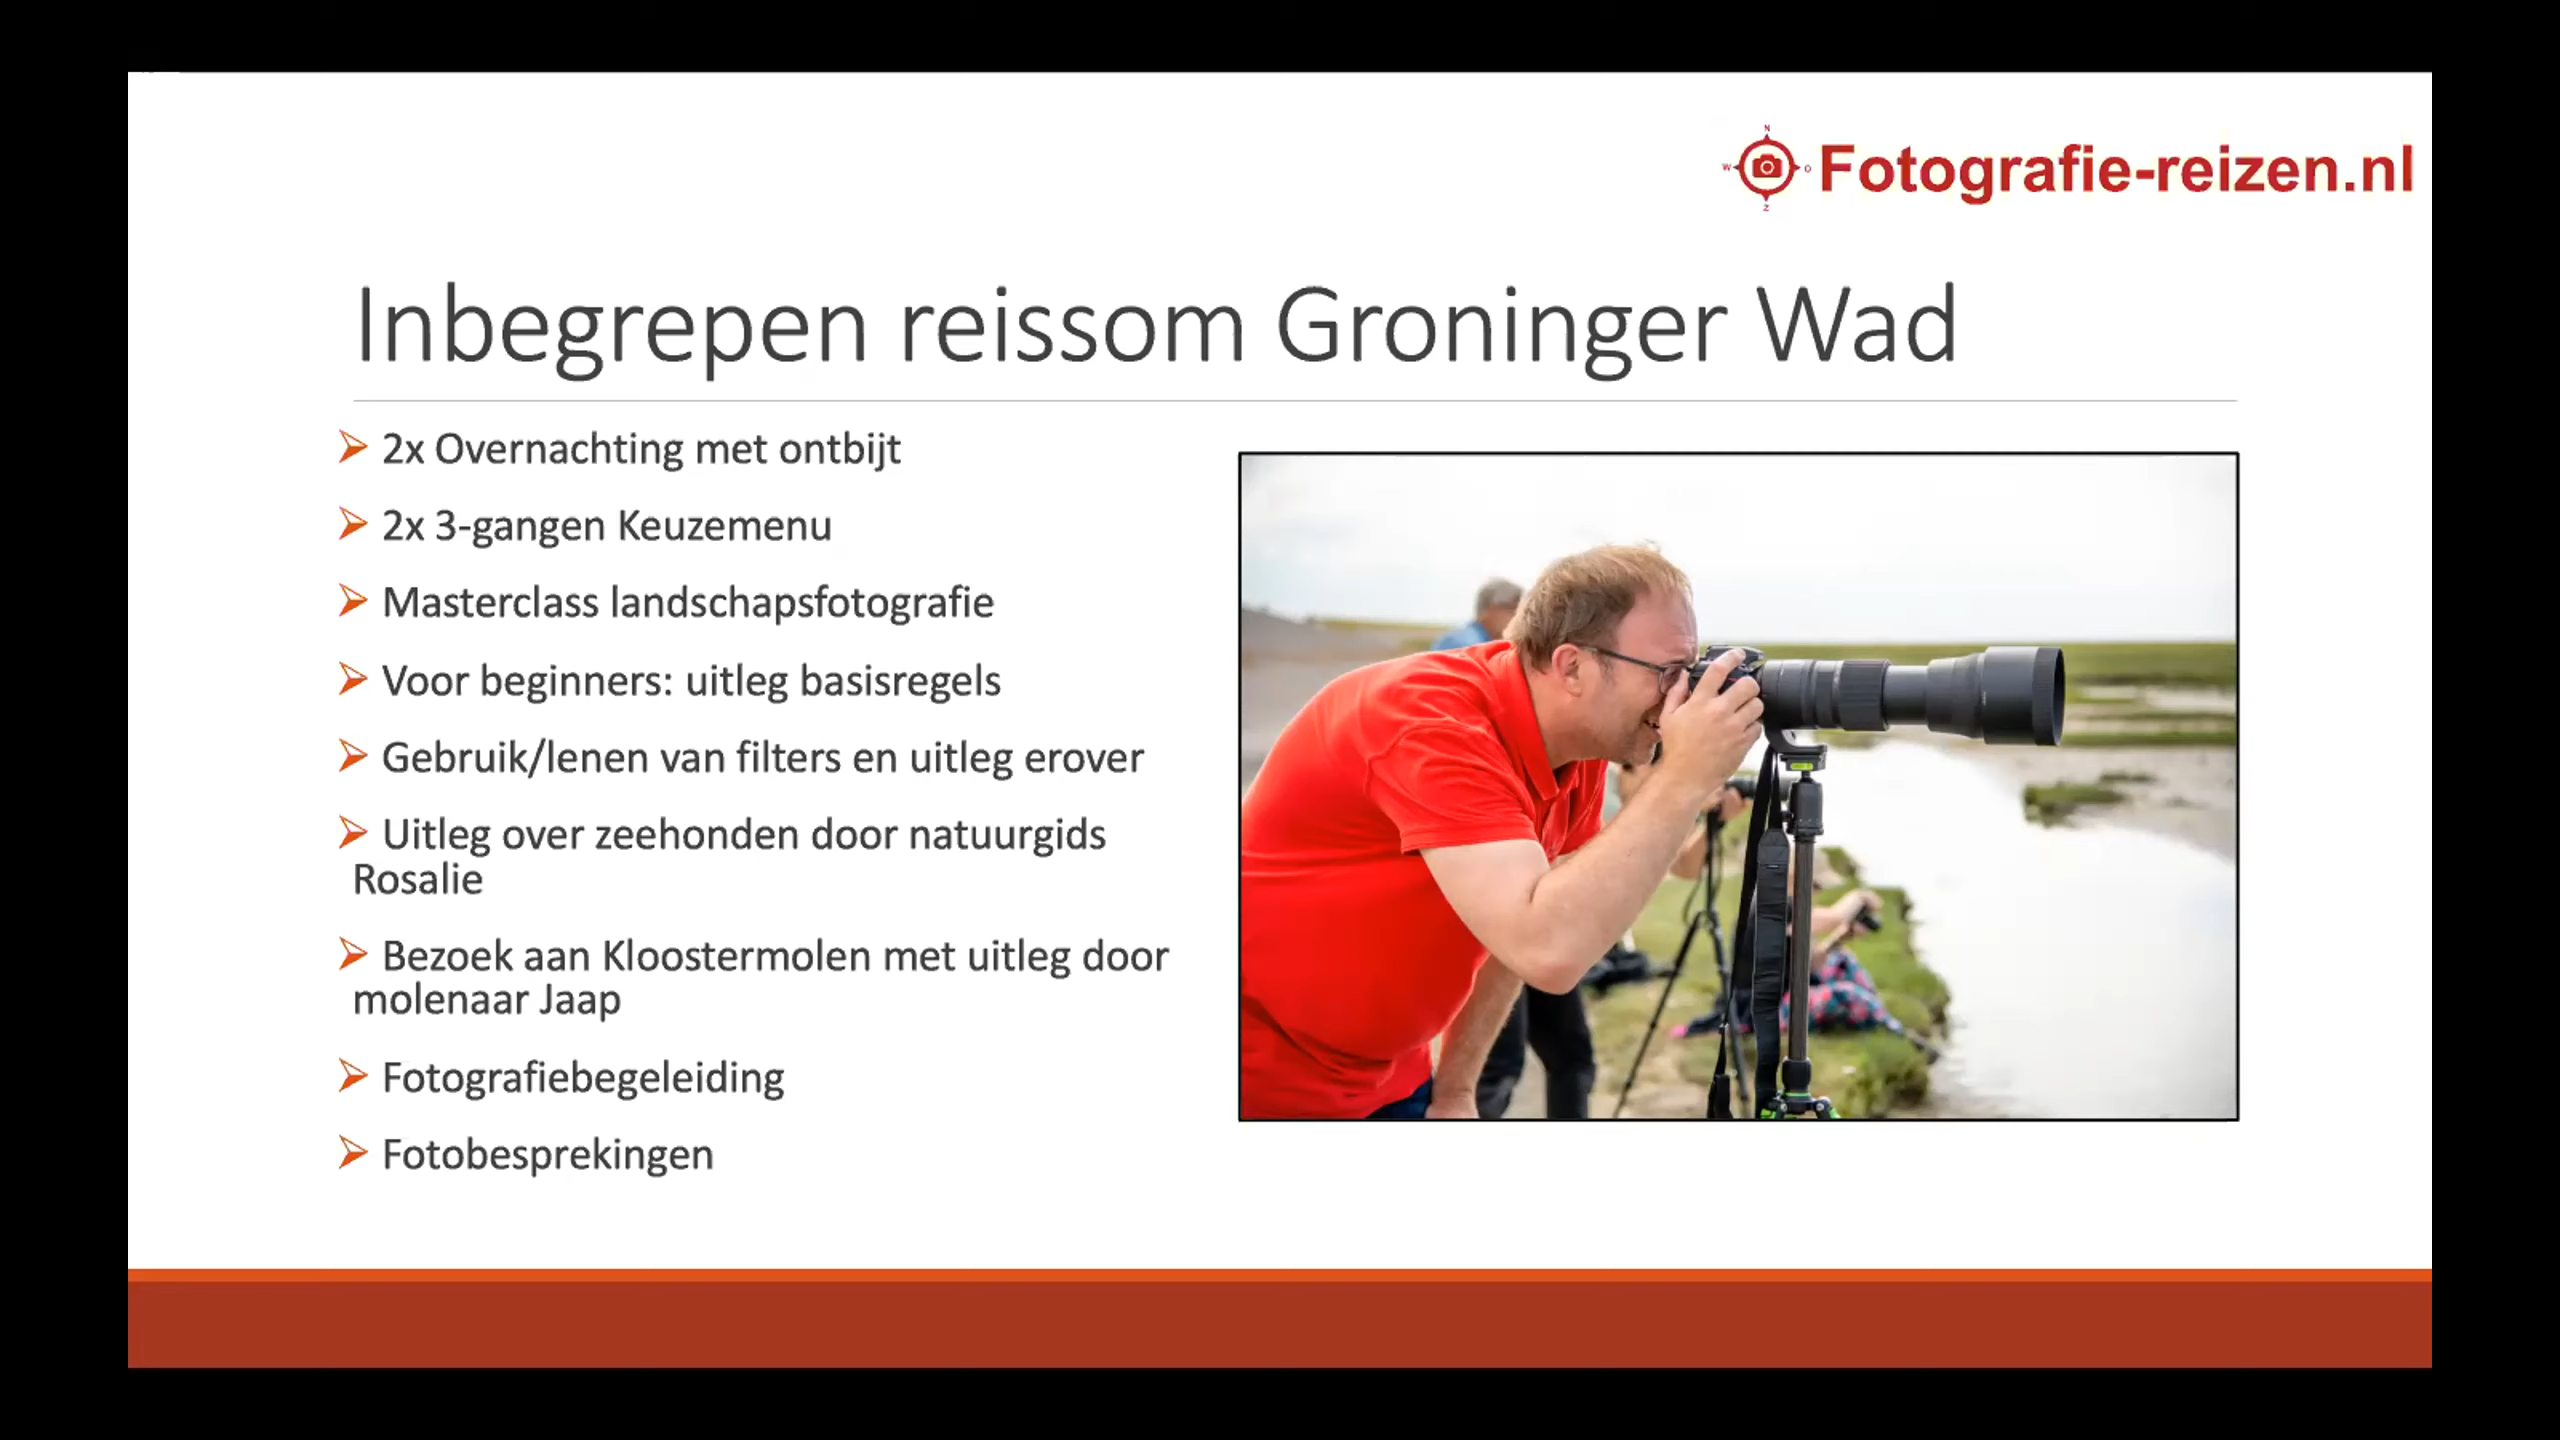 N
W O
Z
Fotografie-reizen.nl
Inbegrepen reissom Groninger Wad
2x Overnachting met ontbijt
2x 3-gangen Keuzemenu
Masterclass landschapsfotografie
Voor beginners: uitleg basisregels
Gebruik/lenen van filters en uitleg erover
Uitleg over zeehonden door natuurgids
Rosalie
Bezoek aan Kloostermolen met uitleg door
molenaar Jaap
Fotografiebegeleiding
Fotobesprekingen